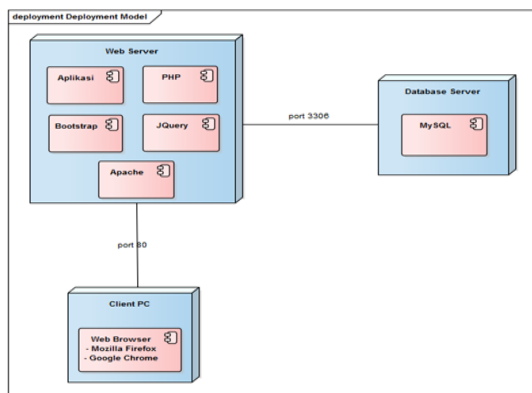 deployment Deployment Model
Web Server
Aplikasi
PHP
Bootstrap
JQuery
Apache
port 3306
Database Server
MySQL
port 80
Client PC
Web Browser
- Mozilla Firefox
- Google Chrome